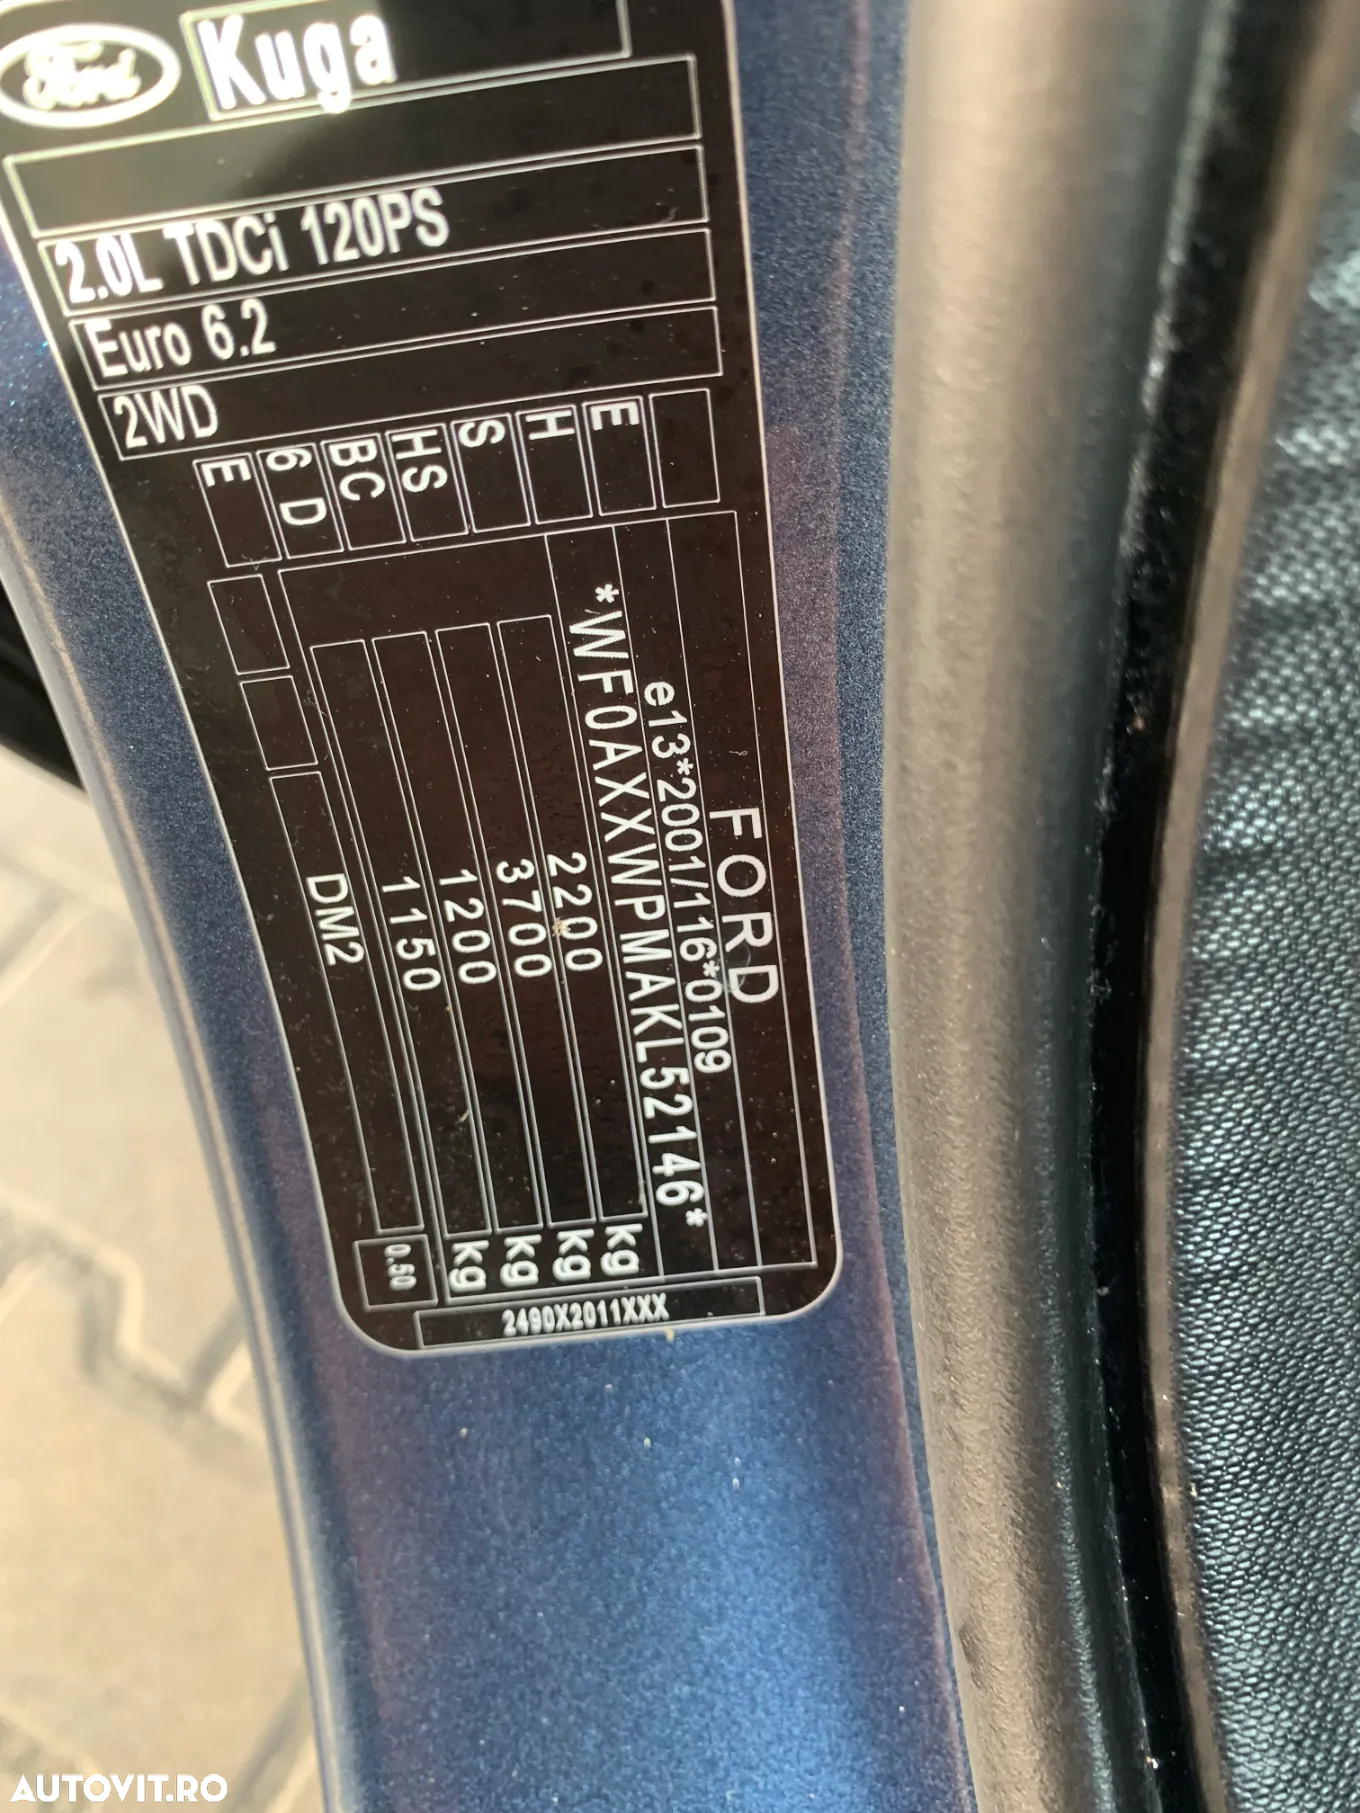 Ford Kuga
2.0L TDCi 120PS
Euro 6.2
2WD
E 6 D BC HS S H E
FORD
e13*2001/116*0109
*WF0AXXWPMAKL52146*
2200 kg
3700 kg
1200 kg
1150 kg
DM2 0.50
2490X2011XXX
AUTOVIT.RO